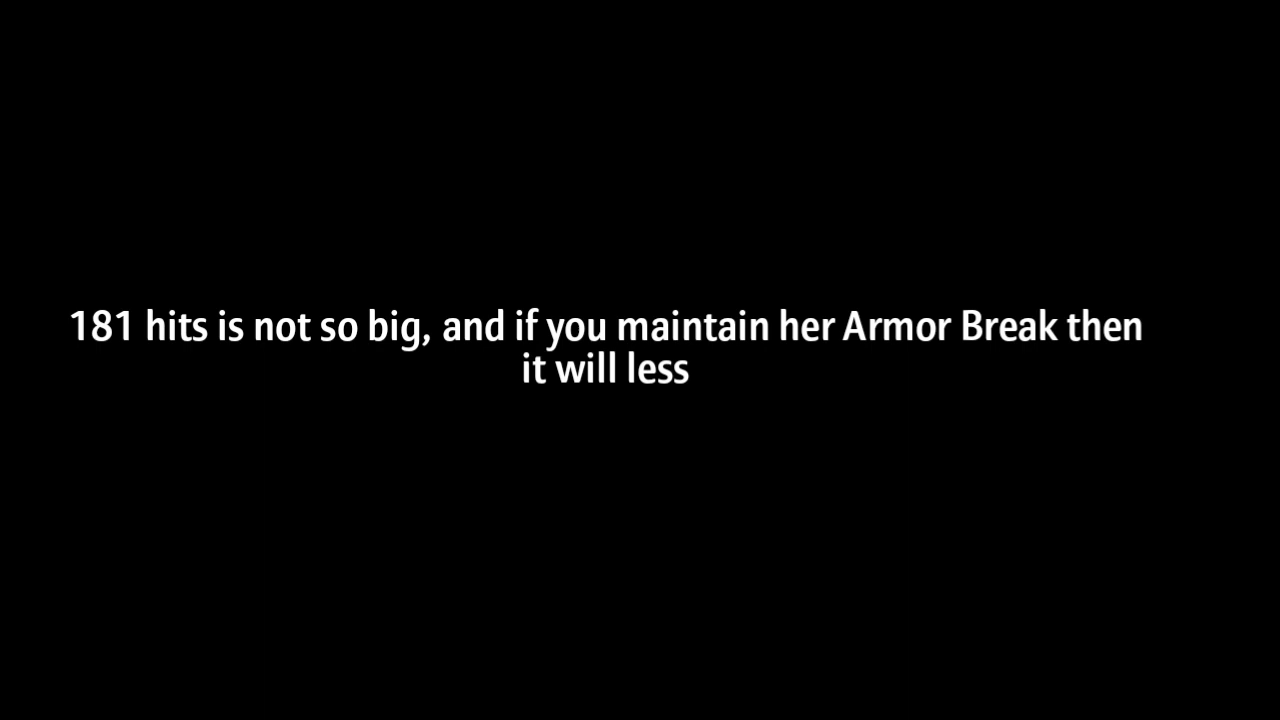 181 hits is not so big, and if you maintain her Armor Break then
it will less